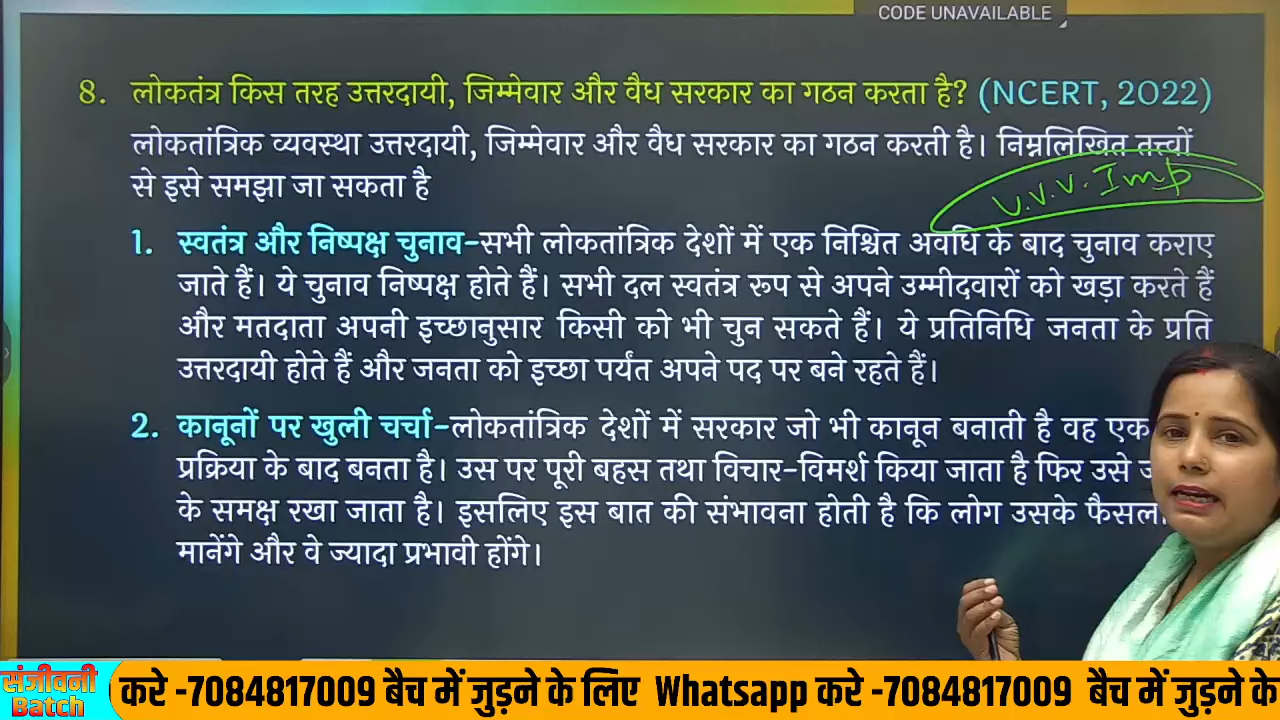 CODE UNAVAILABLE
8. लोकतंत्र किस तरह उत्तरदायी, जिम्मेवार और वैध सरकार का गठन करता है? (NCERT, 2022)
लोकतांत्रिक व्यवस्था उत्तरदायी, जिम्मेवार और वैध सरकार का गठन करती है। निम्नलिखित तत्त्वों
से इसे समझा जा सकता है
V.V.V. Imp
1. स्वतंत्र और निष्पक्ष चुनाव-सभी लोकतांत्रिक देशों में एक निश्चित अवधि के बाद चुनाव कराए
जाते हैं। ये चुनाव निष्पक्ष होते हैं। सभी दल स्वतंत्र रूप से अपने उम्मीदवारों को खड़ा करते हैं
और मतदाता अपनी इच्छानुसार किसी को भी चुन सकते हैं। ये प्रतिनिधि जनता के प्रति
उत्तरदायी होते हैं और जनता को इच्छा पर्यंत अपने पद पर बने रहते हैं।
2. कानूनों पर खुली चर्चा-लोकतांत्रिक देशों में सरकार जो भी कानून बनाती है वह एक
प्रक्रिया के बाद बनता है। उस पर पूरी बहस तथा विचार-विमर्श किया जाता है फिर उसे
के समक्ष रखा जाता है। इसलिए इस बात की संभावना होती है कि लोग उसके
मानेंगे और वे ज्यादा प्रभावी होंगे।
संजीवनी
Batch
करे -7084817009 बैच में जुड़ने के लिए Whatsapp करे -7084817009 बैच में जुड़ने के